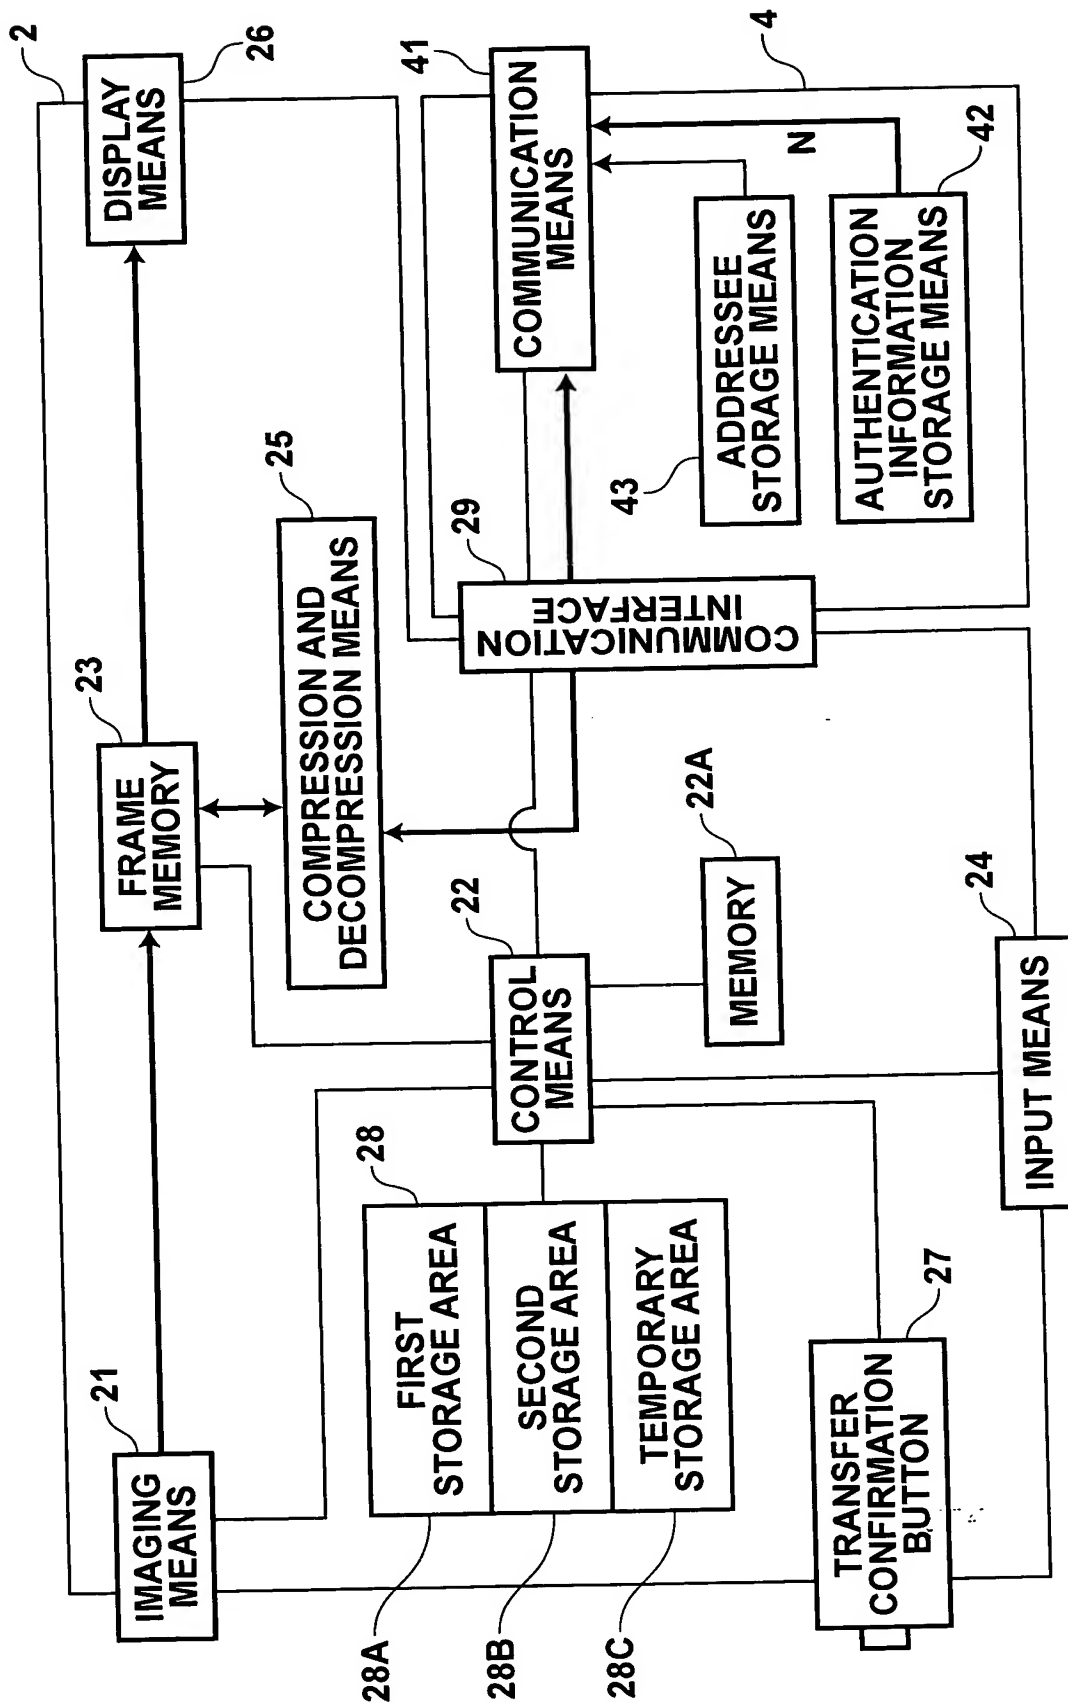 2
IMAGING
MEANS
21
FRAME
MEMORY
23
DISPLAY
MEANS
26
COMPRESSION AND
DECOMPRESSION MEANS
25
28
FIRST
STORAGE AREA
28A
SECOND
STORAGE AREA
28B
TEMPORARY
STORAGE AREA
28C
CONTROL
MEANS
22
MEMORY
22A
COMMUNICATION
INTERFACE
29
COMMUNICATION
MEANS
41
4
N
ADDRESSEE
STORAGE MEANS
43
AUTHENTICATION
INFORMATION
STORAGE MEANS
42
TRANSFER
CONFIRMATION
BUTTON
27
INPUT MEANS
24